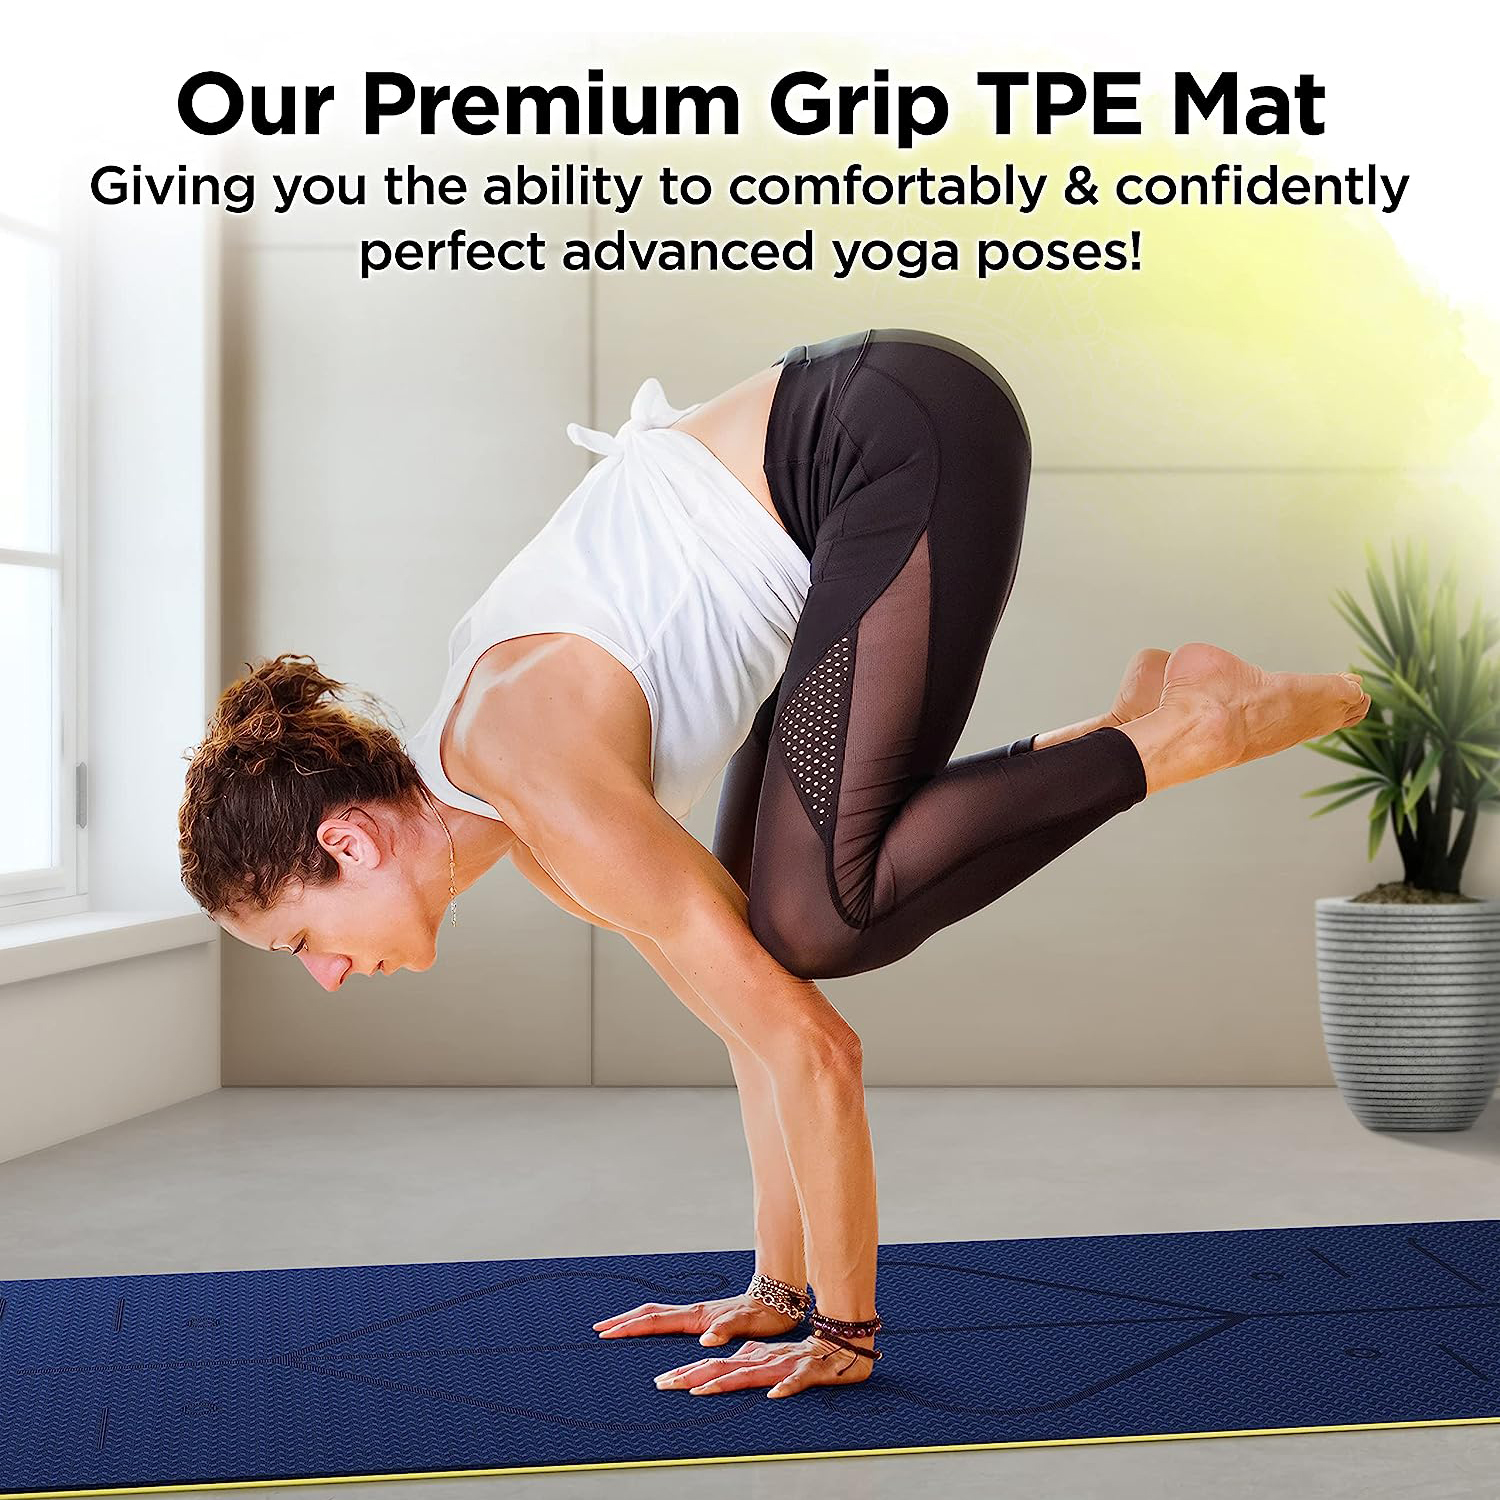 Our Premium Grip TPE Mat
Giving you the ability to comfortably & confidently
perfect advanced yoga poses!